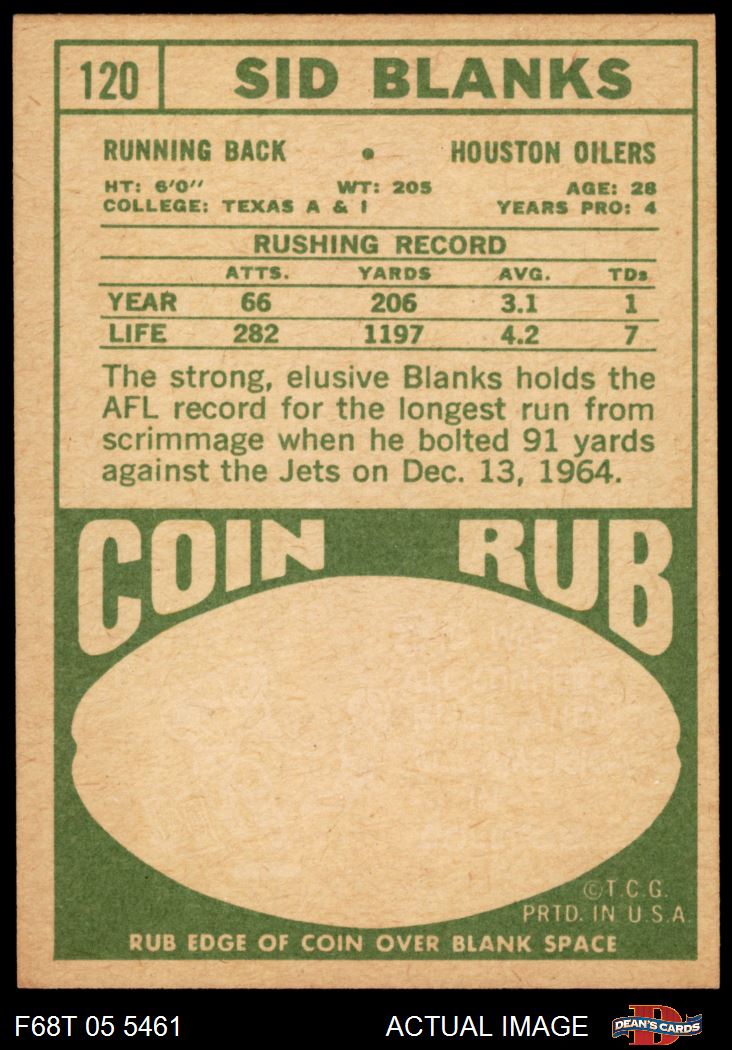 120 SID BLANKS
RUNNING BACK • HOUSTON OILERS
HT: 6'0" WT: 205 AGE: 28
COLLEGE: TEXAS A & I YEARS PRO: 4
RUSHING RECORD
ATTS. YARDS AVG. TDs
YEAR 66 206 3.1 1
LIFE 282 1197 4.2 7
The strong, elusive Blanks holds the
AFL record for the longest run from
scrimmage when he bolted 91 yards
against the Jets on Dec. 13, 1964.
COIN RUB
©T.C.G.
PRTD. IN U.S.A.
RUB EDGE OF COIN OVER BLANK SPACE
F68T 05 5461 ACTUAL IMAGE DEAN'S CARDS